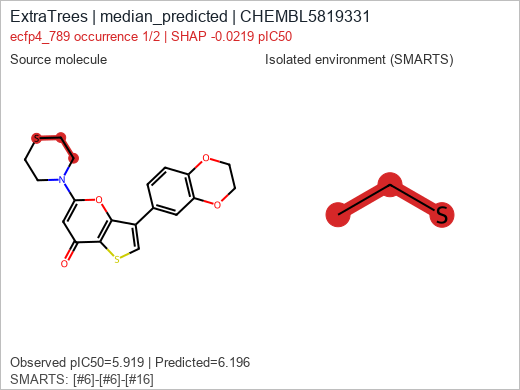 ExtraTrees | median_predicted | CHEMBL5819331
ecfp4_789 occurrence 1/2 | SHAP -0.0219 pIC50
Source molecule
Isolated environment (SMARTS)
S
O
N
O
O
O
S
S
Observed pIC50=5.919 | Predicted=6.196
SMARTS: [#6]-[#6]-[#16]